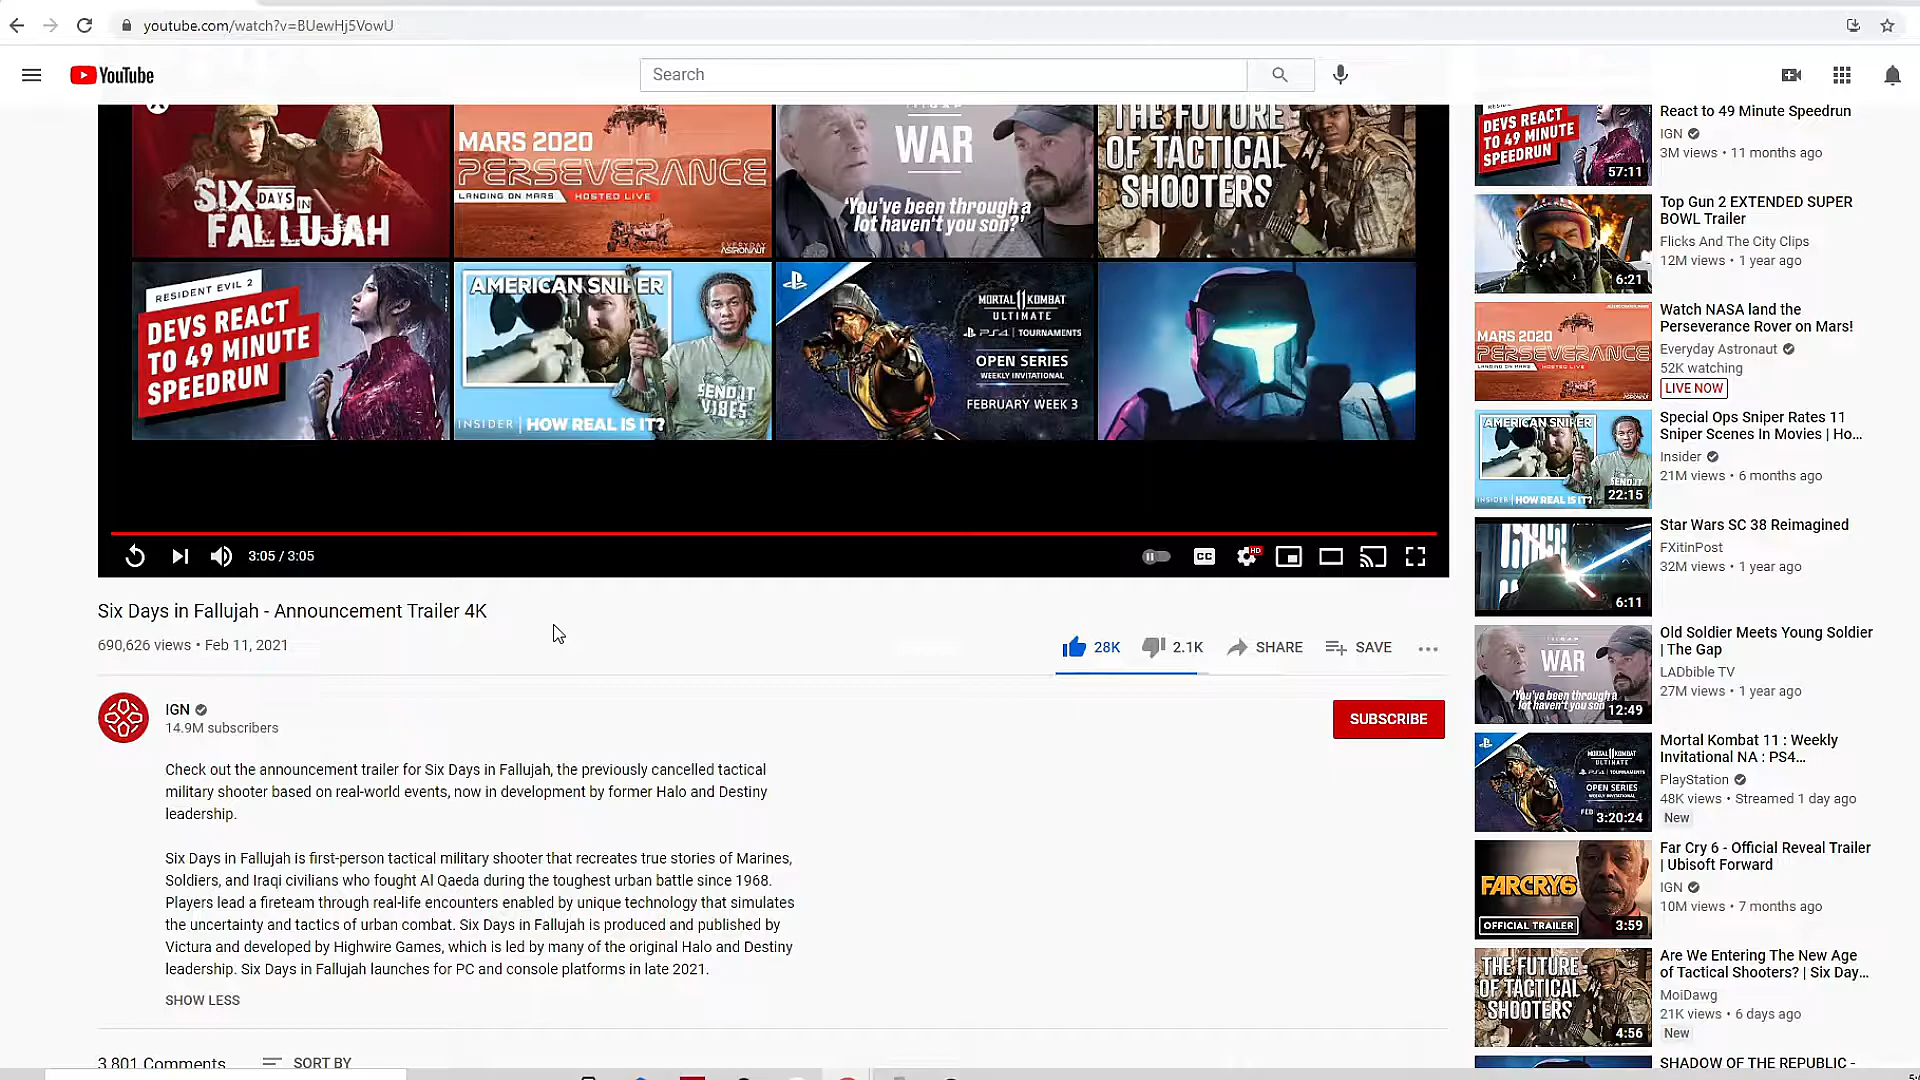 youtube.com/watch?v=BUewHj5VowU
YouTube
Search
SIX DAYS IN FALLUJAH
MARS 2020
PERSEVERANCE
LANDING ON MARS HOSTED LIVE
EVERYDAY ASTRONAUT
WAR
'You've been through a lot haven't you son?'
THE FUTURE
OF TACTICAL
SHOOTERS
RESIDENT EVIL 2
DEVS REACT
TO 49 MINUTE
SPEEDRUN
AMERICAN SNIPER
SEND IT
VIBES
INSIDER | HOW REAL IS IT?
MORTAL KOMBAT 11
ULTIMATE
PS4 | TOURNAMENTS
OPEN SERIES
WEEKLY INVITATIONAL
FEBRUARY WEEK 3
3:05 / 3:05
CC
HD
Six Days in Fallujah - Announcement Trailer 4K
690,626 views • Feb 11, 2021
28K
2.1K
SHARE
SAVE
IGN
14.9M subscribers
SUBSCRIBE
Check out the announcement trailer for Six Days in Fallujah, the previously cancelled tactical
military shooter based on real-world events, now in development by former Halo and Destiny
leadership.
Six Days in Fallujah is first-person tactical military shooter that recreates true stories of Marines,
Soldiers, and Iraqi civilians who fought Al Qaeda during the toughest urban battle since 1968.
Players lead a fireteam through real-life encounters enabled by unique technology that simulates
the uncertainty and tactics of urban combat. Six Days in Fallujah is produced and published by
Victura and developed by Highwire Games, which is led by many of the original Halo and Destiny
leadership. Six Days in Fallujah launches for PC and console platforms in late 2021.
SHOW LESS
3,801 Comments
SORT BY
DEVS REACT
TO 49 MINUTE
SPEEDRUN
57:11
React to 49 Minute Speedrun
IGN
3M views • 11 months ago
6:21
Top Gun 2 EXTENDED SUPER
BOWL Trailer
Flicks And The City Clips
12M views • 1 year ago
MARS 2020
PERSEVERANCE
Watch NASA land the
Perseverance Rover on Mars!
Everyday Astronaut
52K watching
LIVE NOW
AMERICAN SNIPER
INSIDER | HOW REAL IS IT?
22:15
Special Ops Sniper Rates 11
Sniper Scenes In Movies | Ho...
Insider
21M views • 6 months ago
6:11
Star Wars SC 38 Reimagined
FXitinPost
32M views • 1 year ago
WAR
'You've been through a
lot haven't you son
12:49
Old Soldier Meets Young Soldier
| The Gap
LADbible TV
27M views • 1 year ago
OPEN SERIES
3:20:24
Mortal Kombat 11 : Weekly
Invitational NA : PS4...
PlayStation
48K views • Streamed 1 day ago
New
FARCRY6
OFFICIAL TRAILER
3:59
Far Cry 6 - Official Reveal Trailer
| Ubisoft Forward
IGN
10M views • 7 months ago
THE FUTURE
OF TACTICAL
SHOOTERS
4:56
Are We Entering The New Age
of Tactical Shooters? | Six Day...
MoiDawg
21K views • 6 days ago
New
SHADOW OF THE REPUBLIC -